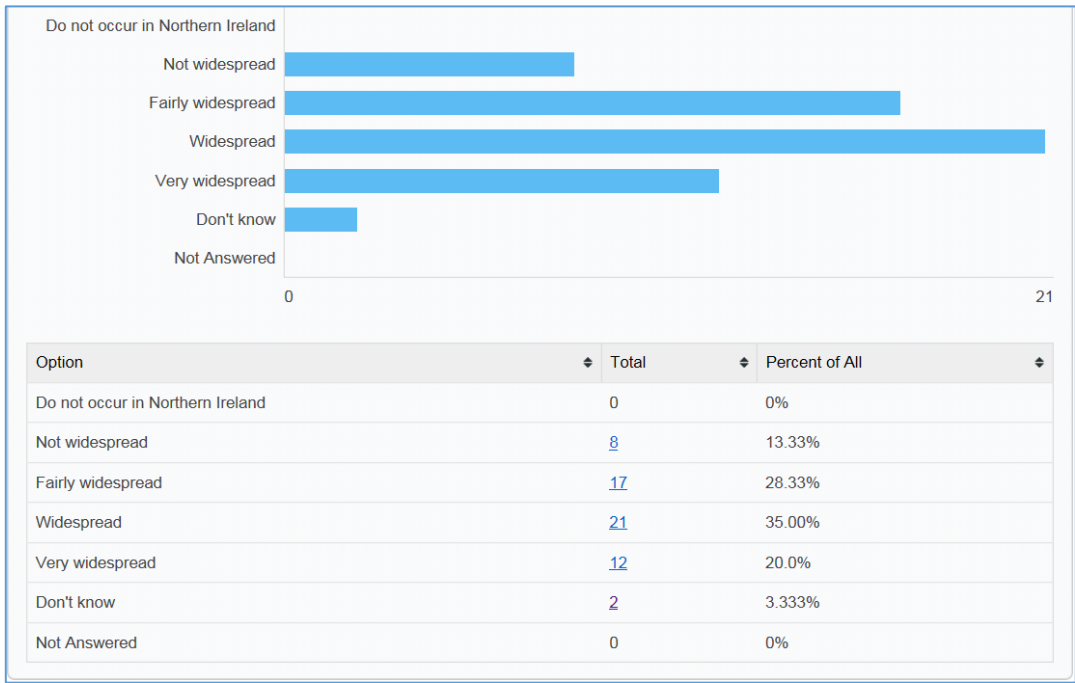 Do not occur in Northern Ireland
Not widespread
Fairly widespread
Widespread
Very widespread
Don't know
Not Answered
0 21
Option Total Percent of All
Do not occur in Northern Ireland 0 0%
Not widespread 8 13.33%
Fairly widespread 17 28.33%
Widespread 21 35.00%
Very widespread 12 20.0%
Don't know 2 3.333%
Not Answered 0 0%